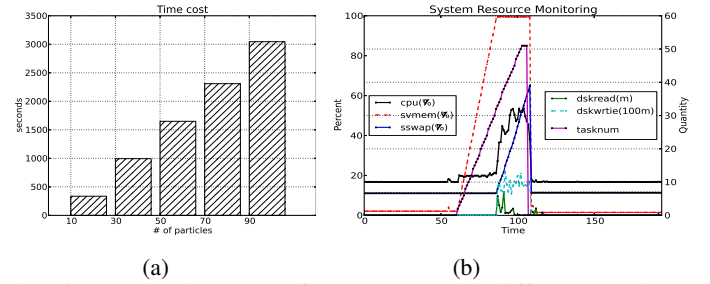 Time cost
3500
3000
2500
2000
1500
1000
500
0
seconds
10 30 50 70 90
# of particles
(a)
System Resource Monitoring
100
80
60
40
20
0
Percent
cpu(%)
svmem(%)
sswap(%)
dskread(m)
dskwrtie(100m)
tasknum
60
50
40
30
20
10
0
Quantity
0 50 100 150
Time
(b)